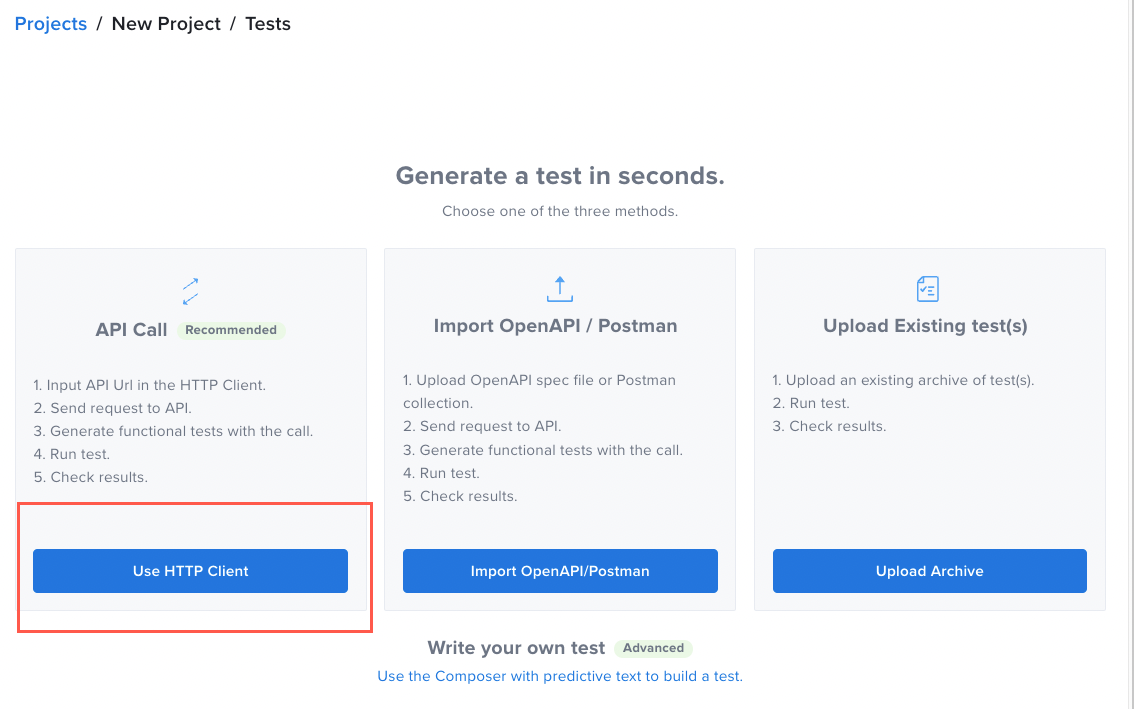 Projects / New Project / Tests
Generate a test in seconds.
Choose one of the three methods.
API Call Recommended
1. Input API Url in the HTTP Client.
2. Send request to API.
3. Generate functional tests with the call.
4. Run test.
5. Check results.
Use HTTP Client
Import OpenAPI / Postman
1. Upload OpenAPI spec file or Postman
collection.
2. Send request to API.
3. Generate functional tests with the call.
4. Run test.
5. Check results.
Import OpenAPI/Postman
Upload Existing test(s)
1. Upload an existing archive of test(s).
2. Run test.
3. Check results.
Upload Archive
Write your own test Advanced
Use the Composer with predictive text to build a test.